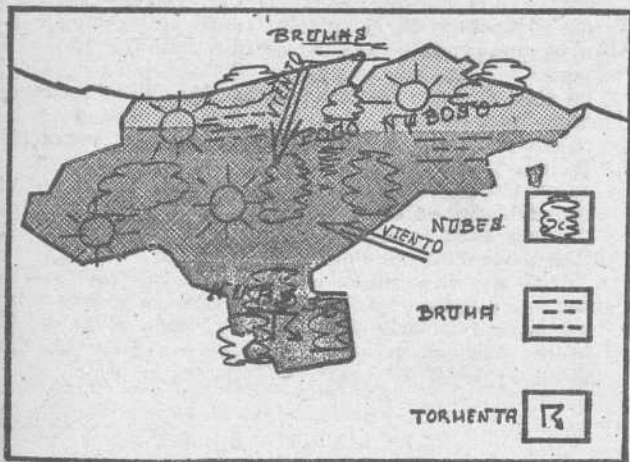 BRUMAS
VIENTO
POCO NUBOSO
VIENTO
NUBES
BRUMA
TORMENTA